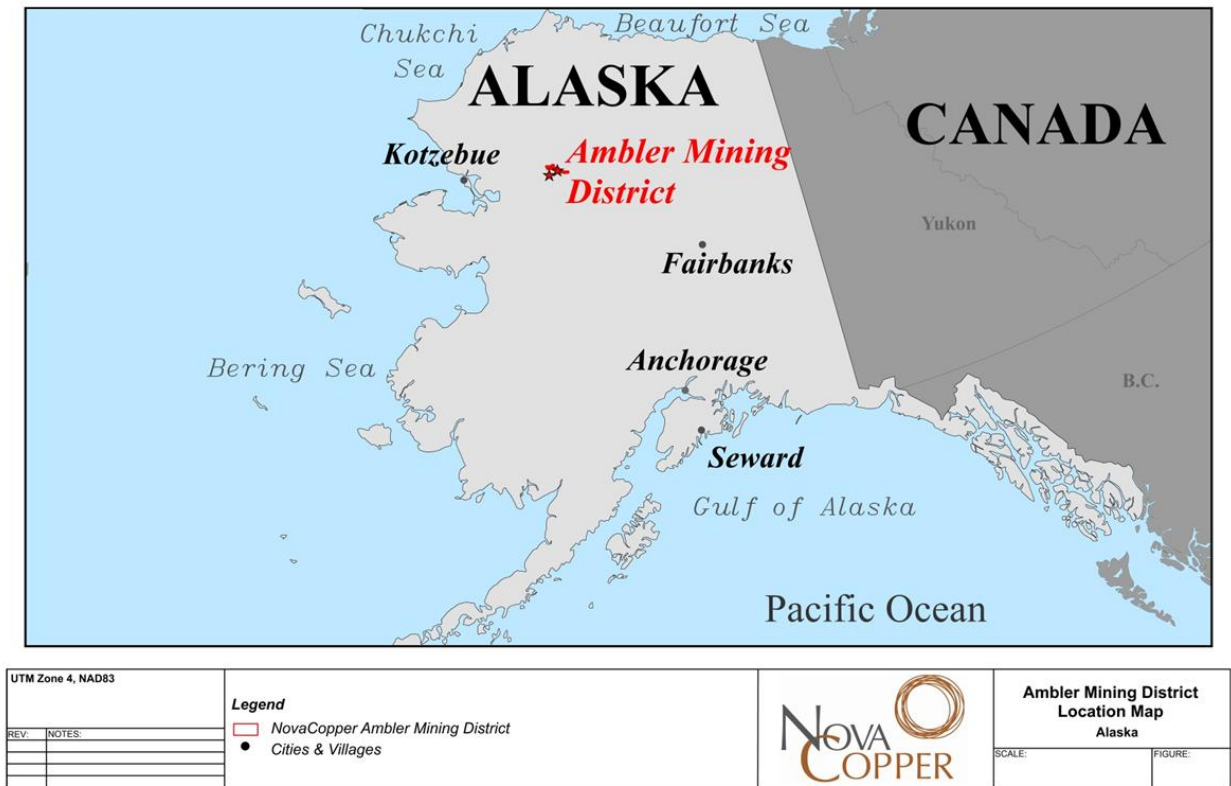 Chukchi
Sea
Beaufort Sea
ALASKA
CANADA
Kotzebue
Ambler Mining
District
Yukon
Fairbanks
Bering Sea
Anchorage
B.C.
Seward
Gulf of Alaska
Pacific Ocean
UTM Zone 4, NAD83
REV:
NOTES:
Legend
NovaCopper Ambler Mining District
Cities & Villages
NOVA
COPPER
Ambler Mining District
Location Map
Alaska
SCALE:
FIGURE: